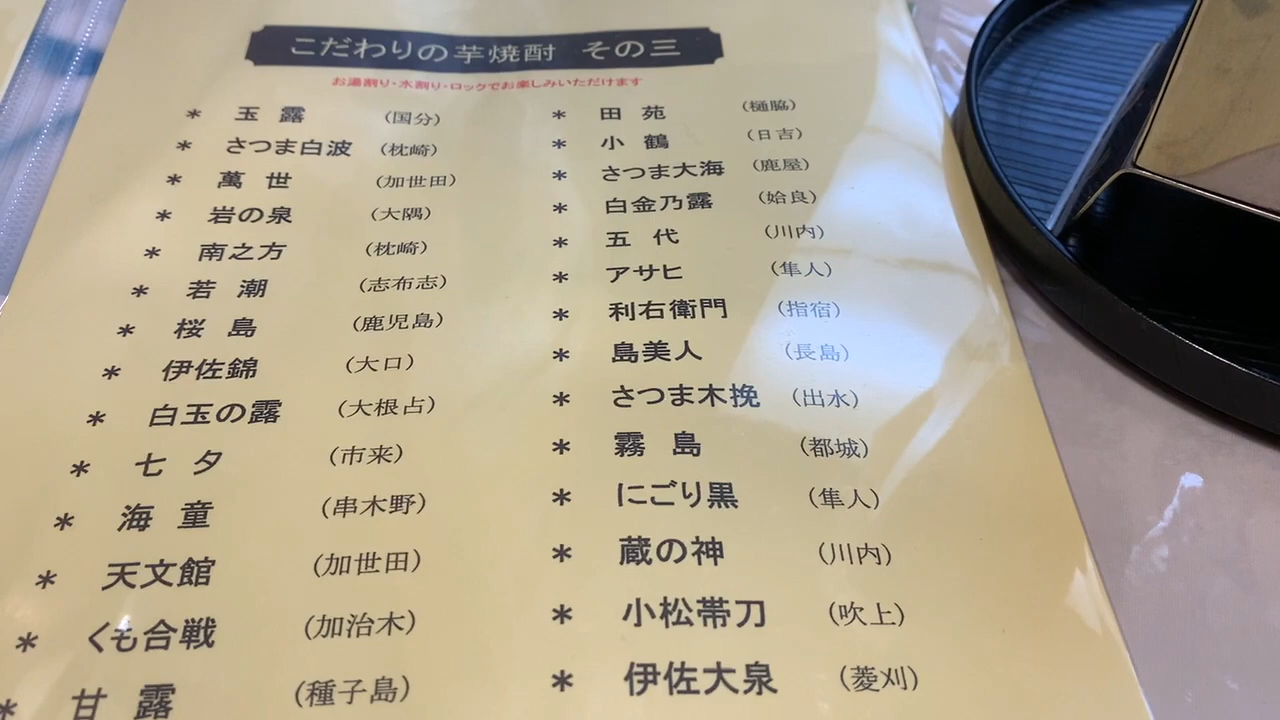 こだわりの芋焼酎 その三
お湯割り・水割り・ロックでお楽しみいただけます
* 玉露 (国分)
* さつま白波 (枕崎)
* 萬世 (加世田)
* 岩の泉 (大隅)
* 南之方 (枕崎)
* 若潮 (志布志)
* 桜島 (鹿児島)
* 伊佐錦 (大口)
* 白玉の露 (大根占)
* 七夕 (市来)
* 海童 (串木野)
* 天文館 (加世田)
* くも合戦 (加治木)
* 甘露 (種子島)
* 田苑 (樋脇)
* 小鶴 (日吉)
* さつま大海 (鹿屋)
* 白金乃露 (姶良)
* 五代 (川内)
* アサヒ (隼人)
* 利右衛門 (指宿)
* 島美人 (長島)
* さつま木挽 (出水)
* 霧島 (都城)
* にごり黒 (隼人)
* 蔵の神 (川内)
* 小松帯刀 (吹上)
* 伊佐大泉 (菱刈)